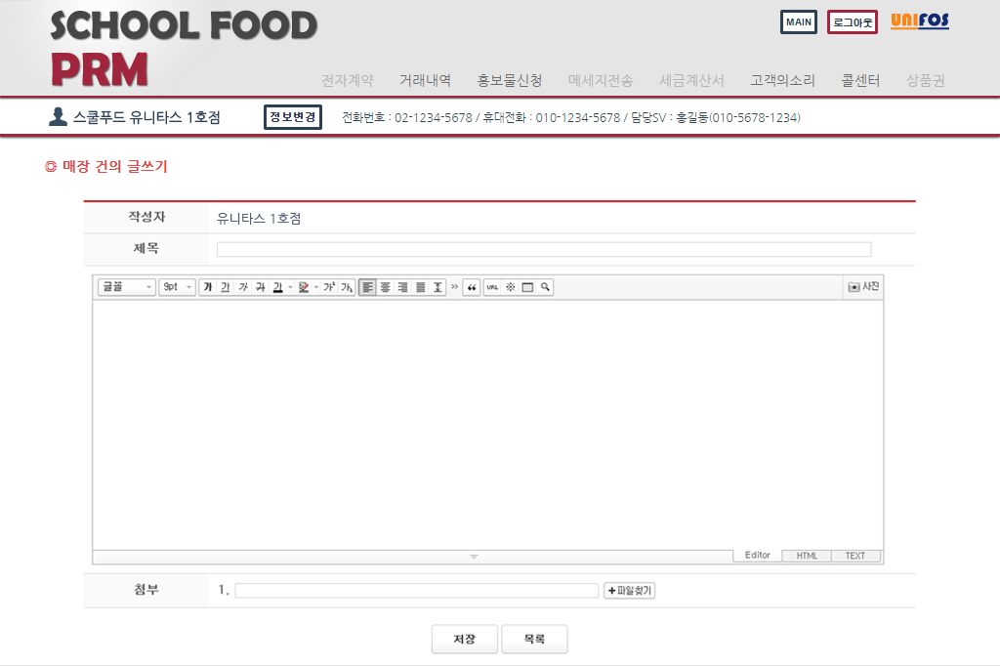 SCHOOL FOOD
PRM
MAIN 로그아웃 UNIFOS
전자계약 거래내역 홍보물신청 메세지전송 세금계산서 고객의소리 콜센터 상품권
스쿨푸드 유니타스 1호점 정보변경 전화번호 : 02-1234-5678 / 휴대전화 : 010-1234-5678 / 담당SV : 홍길동(010-5678-1234)
◎ 매장 건의 글쓰기
작성자 유니타스 1호점
제목
글꼴 9pt 가 가 가 가 가 가¹ 가₁ URL 사진
Editor HTML TEXT
첨부 1. +파일찾기
저장 목록